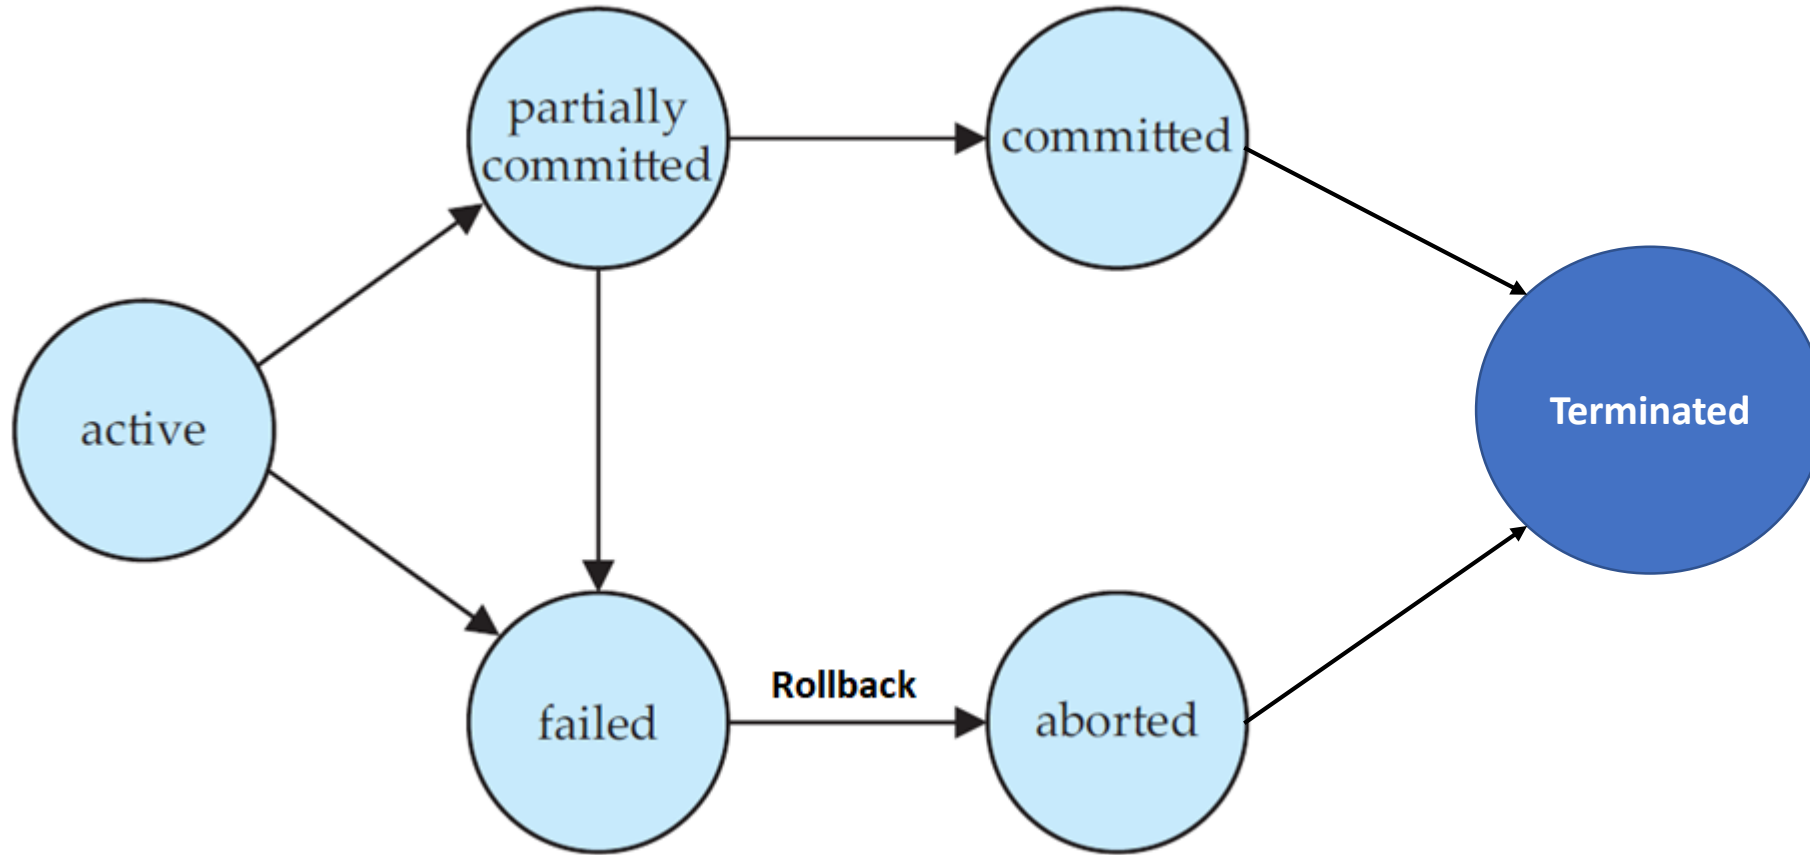 partially
committed
committed
active
Terminated
Rollback
failed
aborted